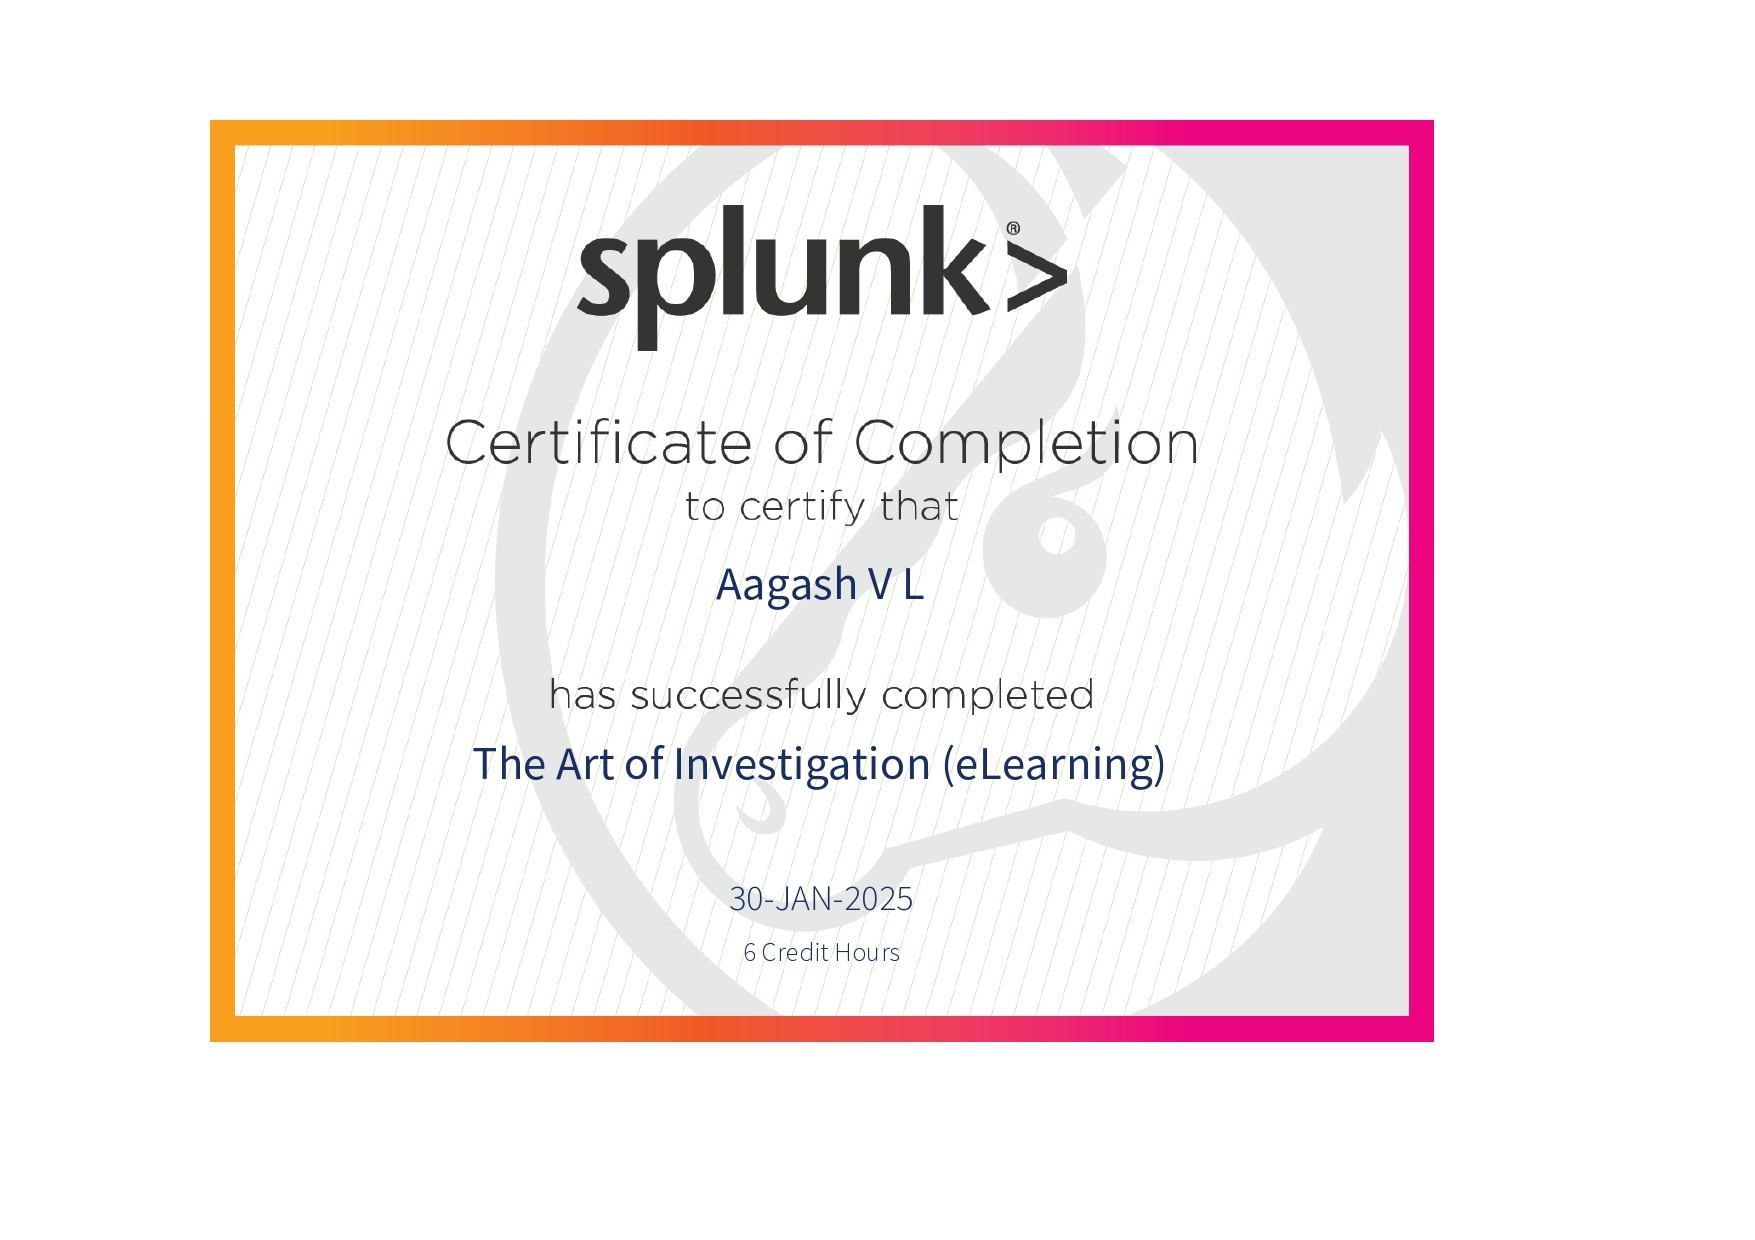 splunk>®
Certificate of Completion
to certify that
Aagash V L
has successfully completed
The Art of Investigation (eLearning)
30-JAN-2025
6 Credit Hours